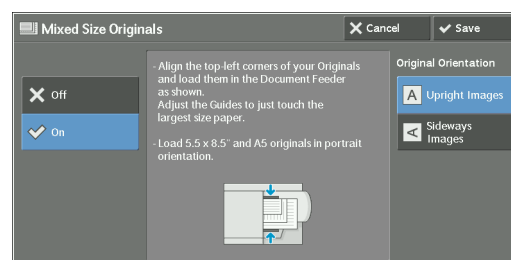 Mixed Size Originals
Cancel
Save
Off
On
- Align the top-left corners of your Originals
and load them in the Document Feeder
as shown.
Adjust the Guides to just touch the
largest size paper.
- Load 5.5 x 8.5" and A5 originals in portrait
orientation.
Original Orientation
A Upright Images
A Sideways
Images